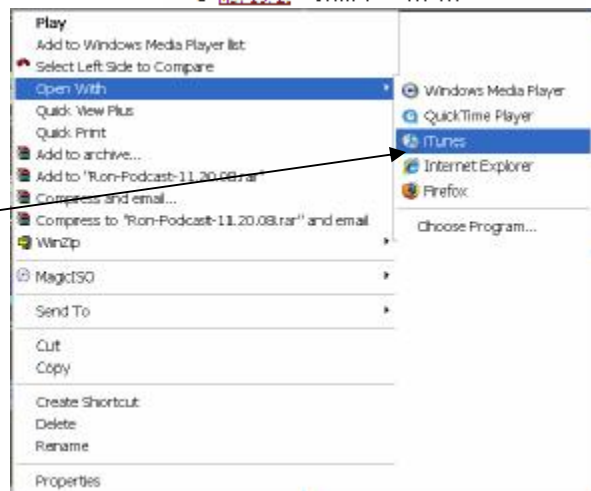 Play
Add to Windows Media Player list
Select Left Side to Compare
Open With
Quick View Plus
Quick Print
Add to archive...
Add to "Ron-Podcast-11.20.08.rar"
Compress and email...
Compress to "Ron-Podcast-11.20.08.rar" and email
WinZip
MagicISO
Send To
Cut
Copy
Create Shortcut
Delete
Rename
Properties
Windows Media Player
QuickTime Player
iTunes
Internet Explorer
Firefox
Choose Program...